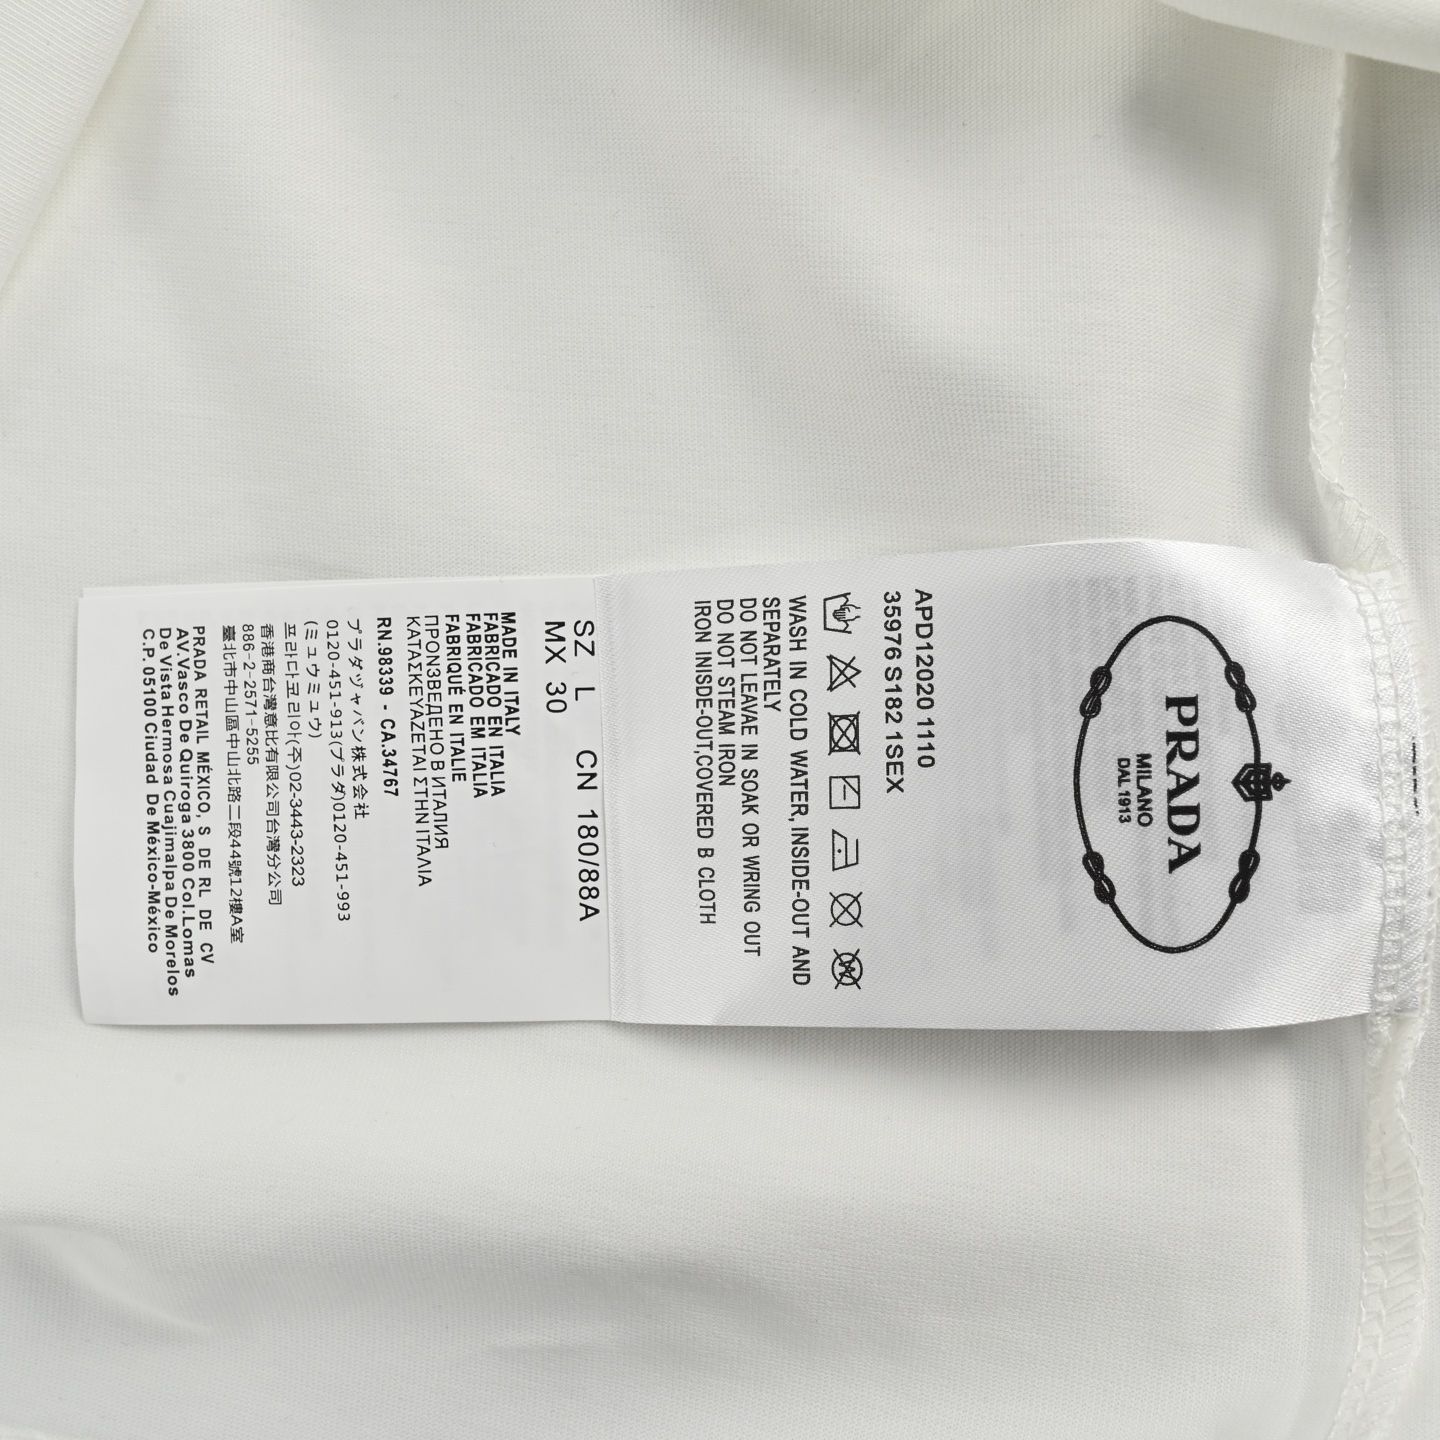 PRADA
MILANO
DAL 1913
APD12020 1110
35976 S182 1SEX
WASH IN COLD WATER, INSIDE-OUT AND
SEPARATELY
DO NOT LEAVAE IN SOAK OR WRING OUT
DO NOT STEAM IRON
IRON INISDE-OUT,COVERED B CLOTH
SZ L CN 180/88A
MX 30
MADE IN ITALY
FABRICADO EN ITALIA
FABRICADO EM ITALIA
FABRIQUÉ EN ITALIE
ПРОN3ВЕДЕНО В ИТАЛИЯ
ΚΑΤΑΣΚΕΥΑΖΕΤΑΙ ΣΤΗΝ ΙΤΑΛΙΑ
RN.98339 - CA.34767
プラダヅャバン株式会社
0120-451-913(プラダ)0120-451-993
(ミュウミュウ)
프라다코리아(주)02-3443-2323
香港商台灣意比有限公司台灣分公司
886-2-2571-5255
臺北市中山區中山北路二段44號12樓A室
PRADA RETAIL MÉXICO, S DE RL DE CV
AV.Vasco De Quiroga 3800 Col.Lomas
De Vista Hermosa Cuajimalpa De Morelos
C.P. 05100 Ciudad De México-México